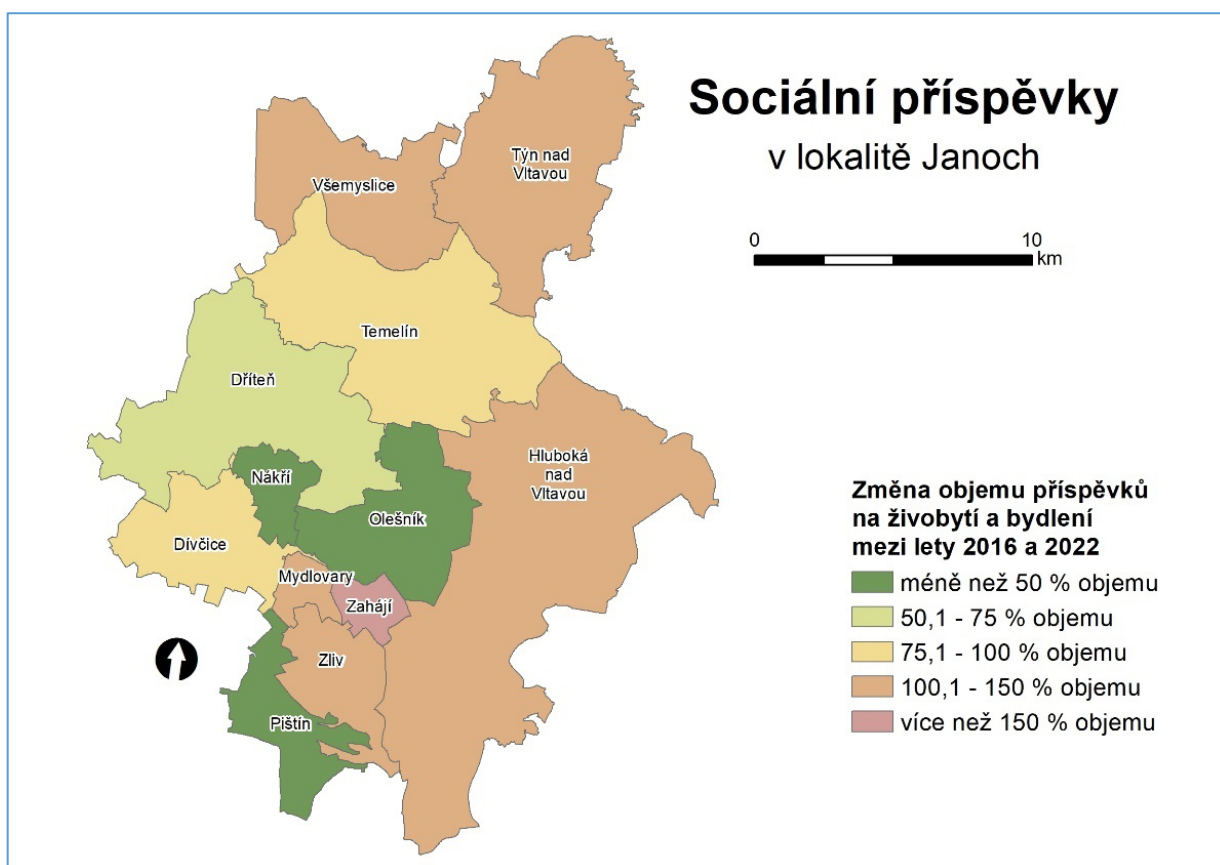 Sociální příspěvky
v lokalitě Janoch
0 10
km
Týn nad
Vltavou
Všemyslice
Temelín
Dříteň
Hluboká
nad
Vltavou
Nákří
Olešník
Dívčice
Mydlovary
Zahájí
Zliv
Pištín
Změna objemu příspěvků
na živobytí a bydlení
mezi lety 2016 a 2022
méně než 50 % objemu
50,1 - 75 % objemu
75,1 - 100 % objemu
100,1 - 150 % objemu
více než 150 % objemu